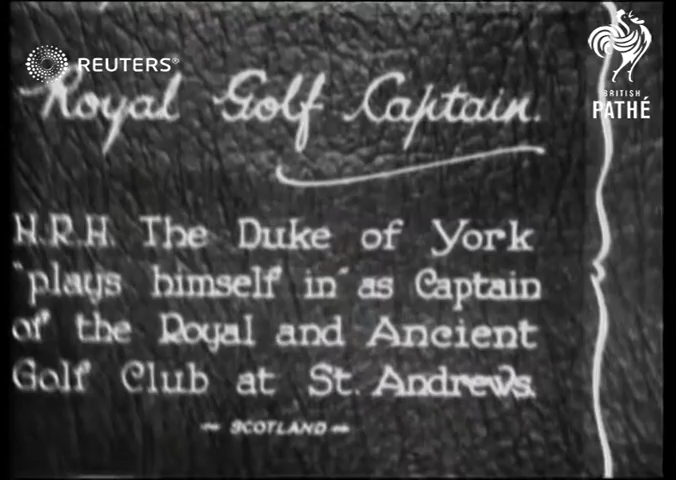 REUTERS®
BRITISH
PATHÉ
Royal Golf Captain.
H.R.H. The Duke of York
"plays himself in" as Captain
of the Royal and Ancient
Golf Club at St. Andrews.
~ SCOTLAND ~